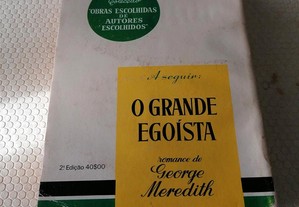 "OBRAS ESCOLHIDAS
DE
AUTORES
ESCOLHIDOS"
A seguir:
O GRANDE
EGOÍSTA
romance de
George
Meredith
2ª Edição 40$00